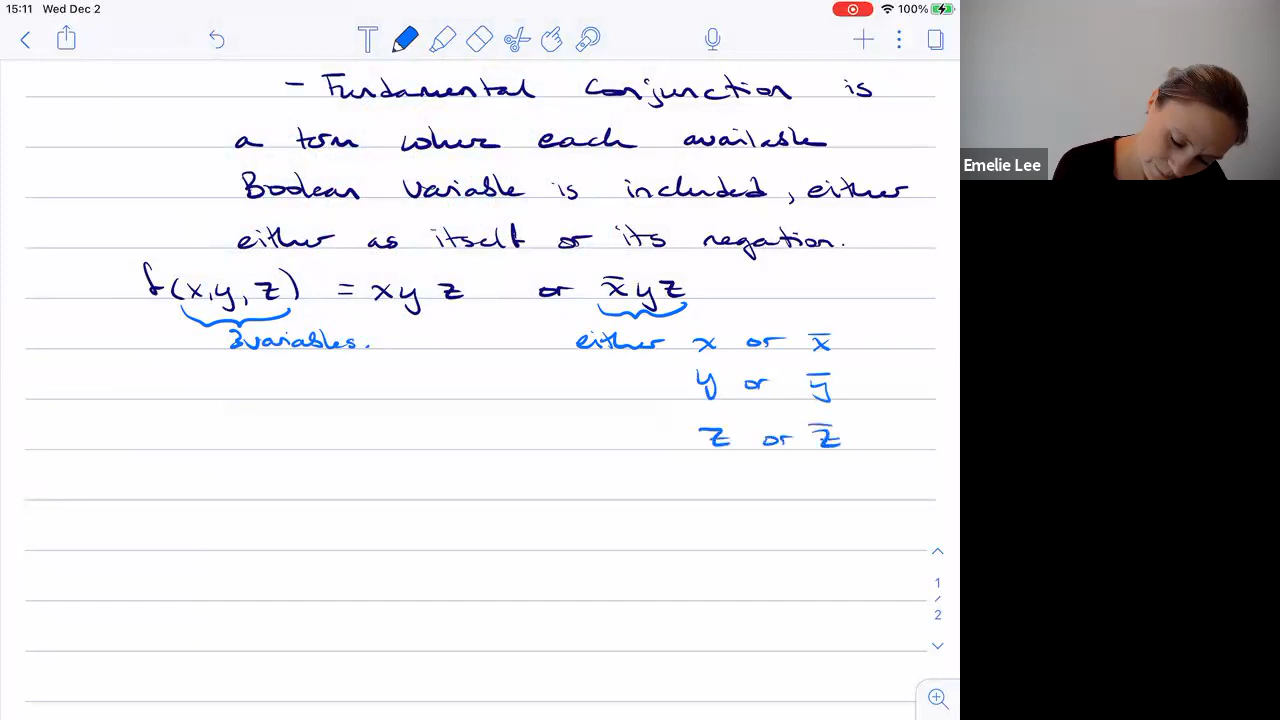 15:11 Wed Dec 2
100%
T
- Fundamental Conjunction is
a term where each available
Boolean variable is included, either
either as itself or its negation.
f(x,y,z) = xyz or x̄yz
3variables.
either x or x̄
y or ȳ
z or z̄
1
/
2
Emelie Lee